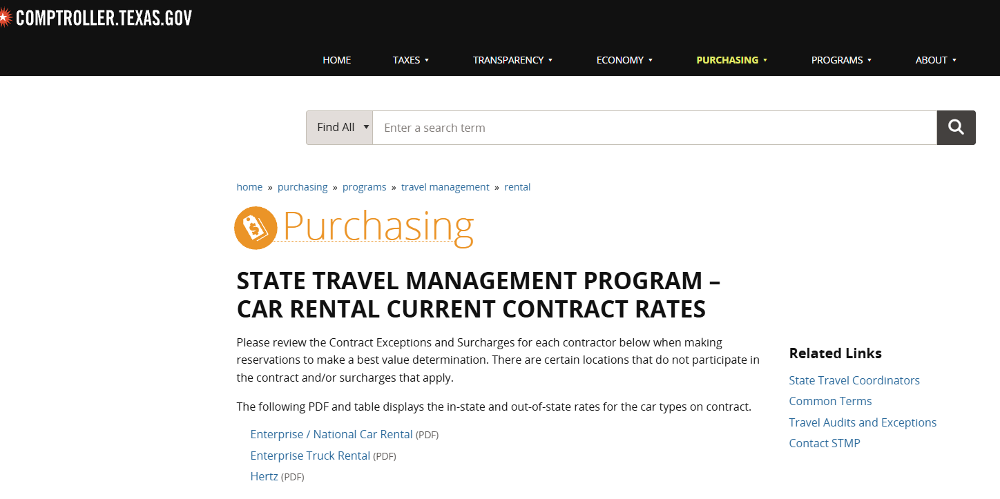 COMPTROLLER.TEXAS.GOV
HOME TAXES TRANSPARENCY ECONOMY PURCHASING PROGRAMS ABOUT
Find All Enter a search term
home » purchasing » programs » travel management » rental
Purchasing
STATE TRAVEL MANAGEMENT PROGRAM –
CAR RENTAL CURRENT CONTRACT RATES
Please review the Contract Exceptions and Surcharges for each contractor below when making
reservations to make a best value determination. There are certain locations that do not participate in
the contract and/or surcharges that apply.
The following PDF and table displays the in-state and out-of-state rates for the car types on contract.
Enterprise / National Car Rental (PDF)
Enterprise Truck Rental (PDF)
Hertz (PDF)
Related Links
State Travel Coordinators
Common Terms
Travel Audits and Exceptions
Contact STMP